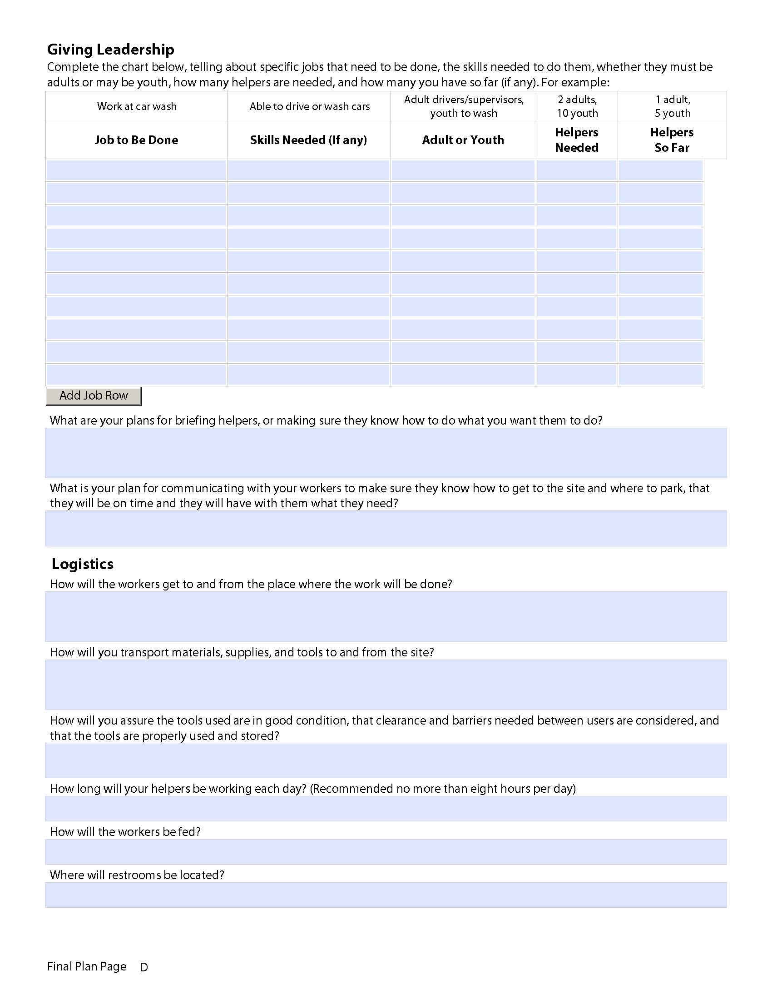 Giving Leadership
Complete the chart below, telling about specific jobs that need to be done, the skills needed to do them, whether they must be
adults or may be youth, how many helpers are needed, and how many you have so far (if any). For example:
Work at car wash
Able to drive or wash cars
Adult drivers/supervisors,
youth to wash
2 adults,
10 youth
1 adult,
5 youth
Job to Be Done
Skills Needed (If any)
Adult or Youth
Helpers
Needed
Helpers
So Far
Add Job Row
What are your plans for briefing helpers, or making sure they know how to do what you want them to do?
What is your plan for communicating with your workers to make sure they know how to get to the site and where to park, that
they will be on time and they will have with them what they need?
Logistics
How will the workers get to and from the place where the work will be done?
How will you transport materials, supplies, and tools to and from the site?
How will you assure the tools used are in good condition, that clearance and barriers needed between users are considered, and
that the tools are properly used and stored?
How long will your helpers be working each day? (Recommended no more than eight hours per day)
How will the workers be fed?
Where will restrooms be located?
Final Plan Page D